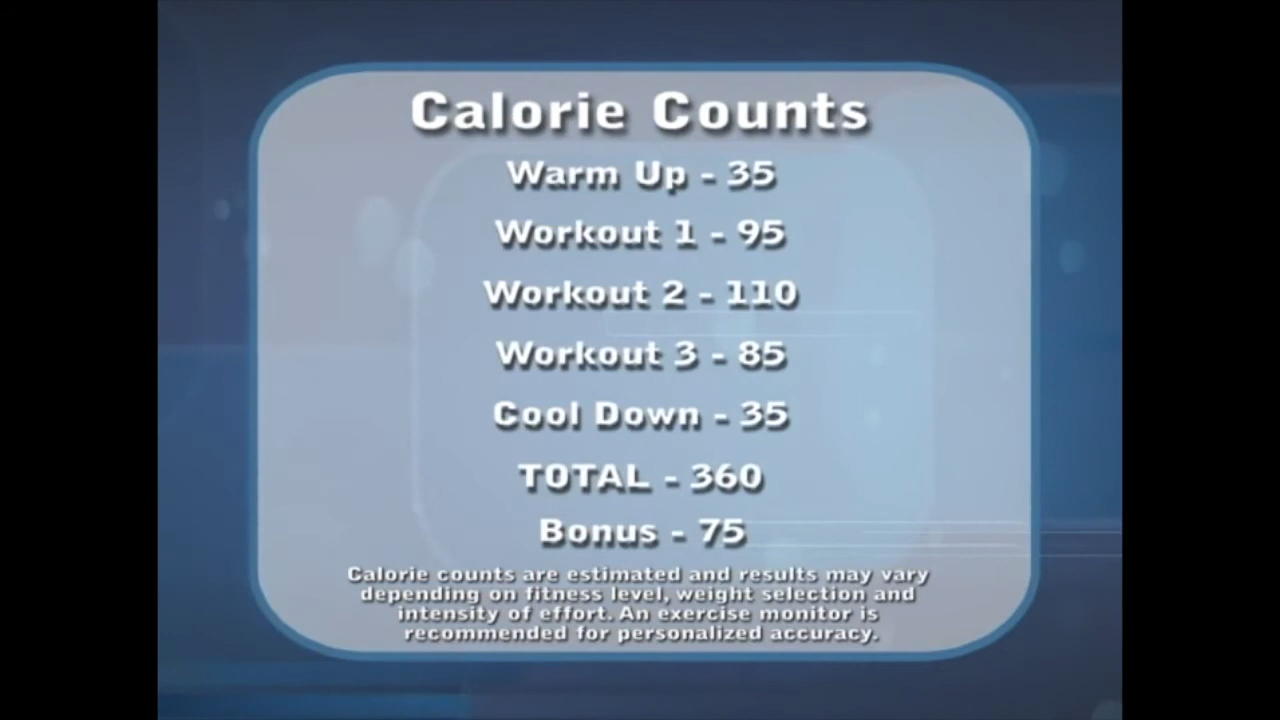 Calorie Counts
Warm Up - 35
Workout 1 - 95
Workout 2 - 110
Workout 3 - 85
Cool Down - 35
TOTAL - 360
Bonus - 75
Calorie counts are estimated and results may vary
depending on fitness level, weight selection and
intensity of effort. An exercise monitor is
recommended for personalized accuracy.